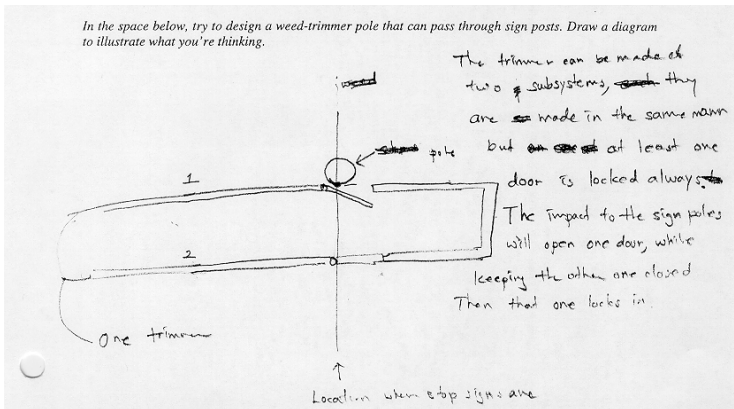 In the space below, try to design a weed-trimmer pole that can pass through sign posts. Draw a diagram
to illustrate what you're thinking.
The trimmer can be made of
two subsystems, they
are made in the same mann
but at least one
door is locked always.
The impact to the sign poles
will open one door, while
keeping the other one closed
Then that one locks in.
pole
1
2
One trimmer
Location where stop signs are